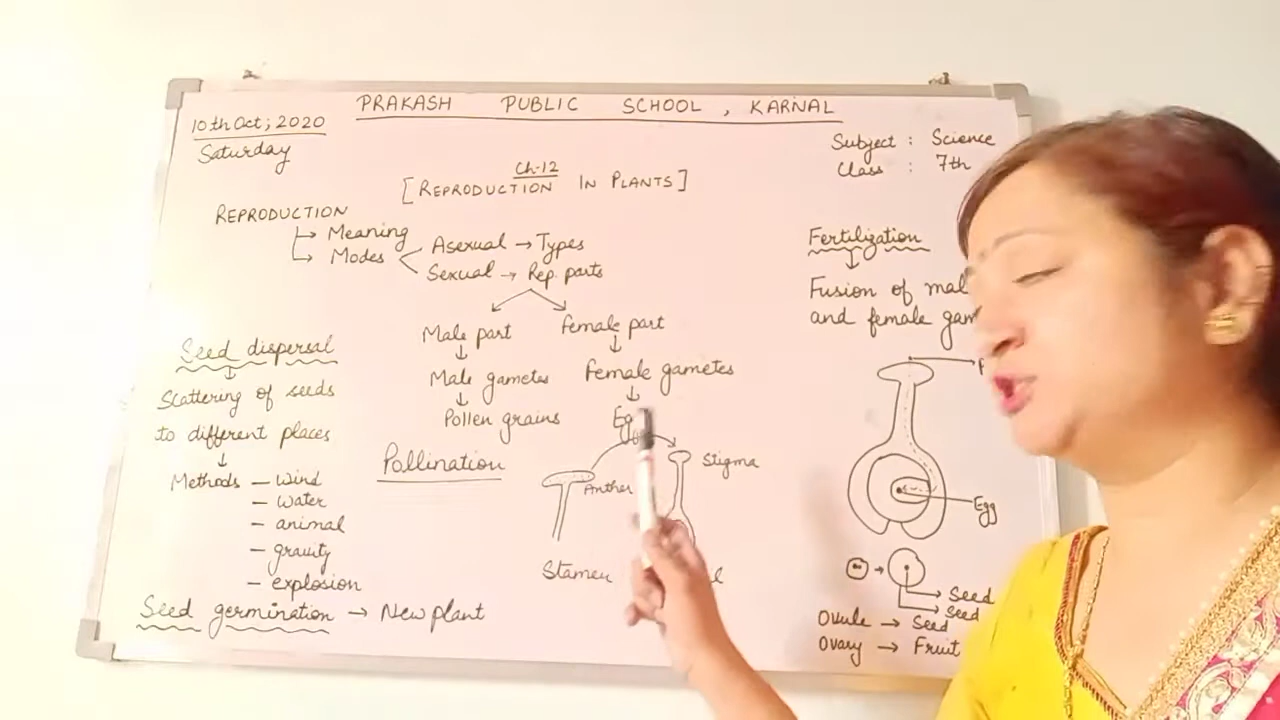 PRAKASH PUBLIC SCHOOL, KARNAL
10th Oct; 2020
Saturday
Subject : Science
Class : 7th
Ch-12
[REPRODUCTION IN PLANTS]
REPRODUCTION
→ Meaning
→ Modes
Asexual → Types
Sexual → Rep. parts
Male part
↓
Male gametes
↓
Pollen grains
Female part
↓
Female gametes
↓
Pollination
Anther
Stigma
Stamen
Seed dispersal
↓
Scattering of seeds
to different places
↓
Methods – wind
– water
– animal
– gravity
– explosion
Seed germination → New plant
Fertilization
↓
Fusion of
and female
Egg
Seed
Seed
Ovule → Seed
Ovary → Fruit